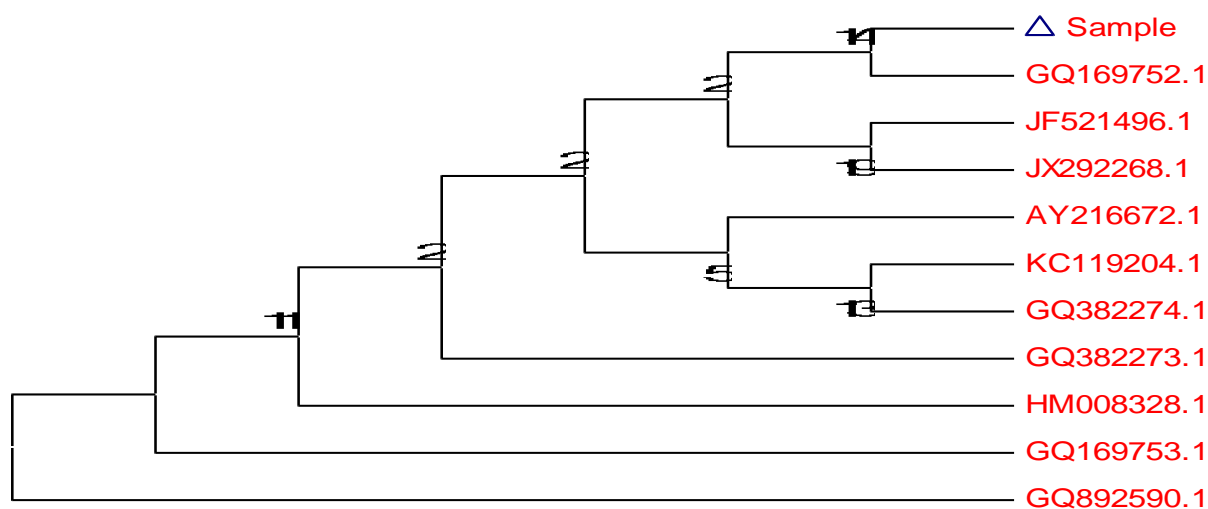 △ Sample
14
GQ169752.1
2
JF521496.1
2
JX292268.1
AY216672.1
2
KC119204.1
5
GQ382274.1
11
GQ382273.1
HM008328.1
GQ169753.1
GQ892590.1